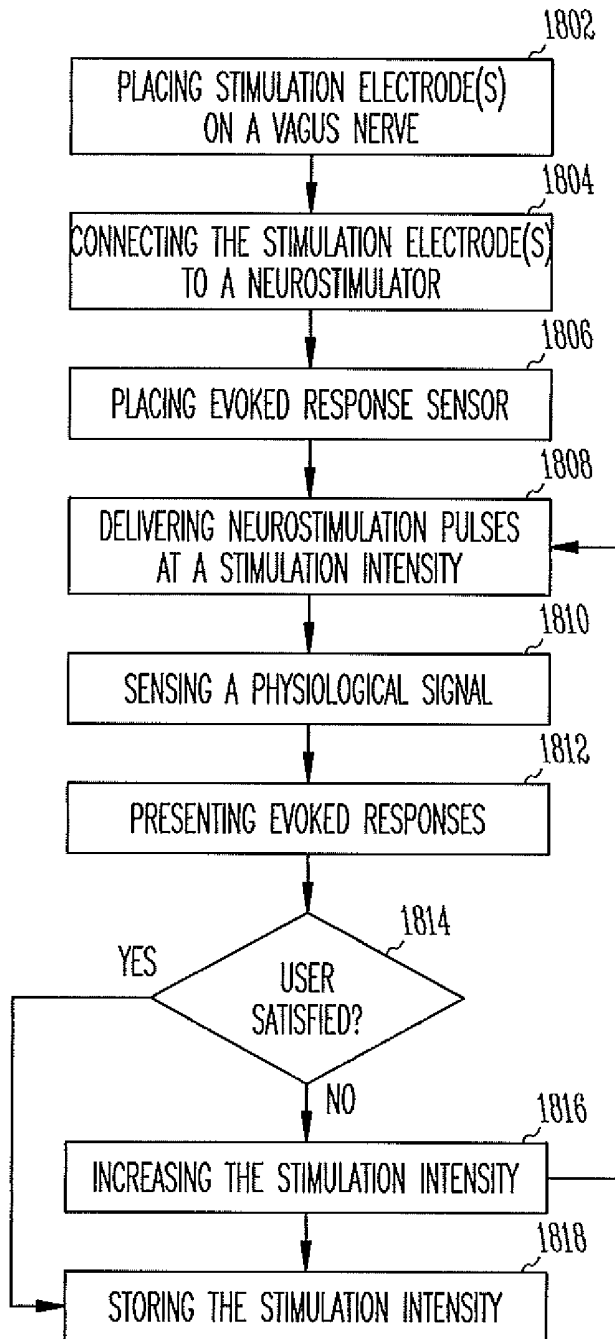 1802
PLACING STIMULATION ELECTRODE(S)
ON A VAGUS NERVE
1804
CONNECTING THE STIMULATION ELECTRODE(S)
TO A NEUROSTIMULATOR
1806
PLACING EVOKED RESPONSE SENSOR
1808
DELIVERING NEUROSTIMULATION PULSES
AT A STIMULATION INTENSITY
1810
SENSING A PHYSIOLOGICAL SIGNAL
1812
PRESENTING EVOKED RESPONSES
1814
YES
USER
SATISFIED?
NO
1816
INCREASING THE STIMULATION INTENSITY
1818
STORING THE STIMULATION INTENSITY